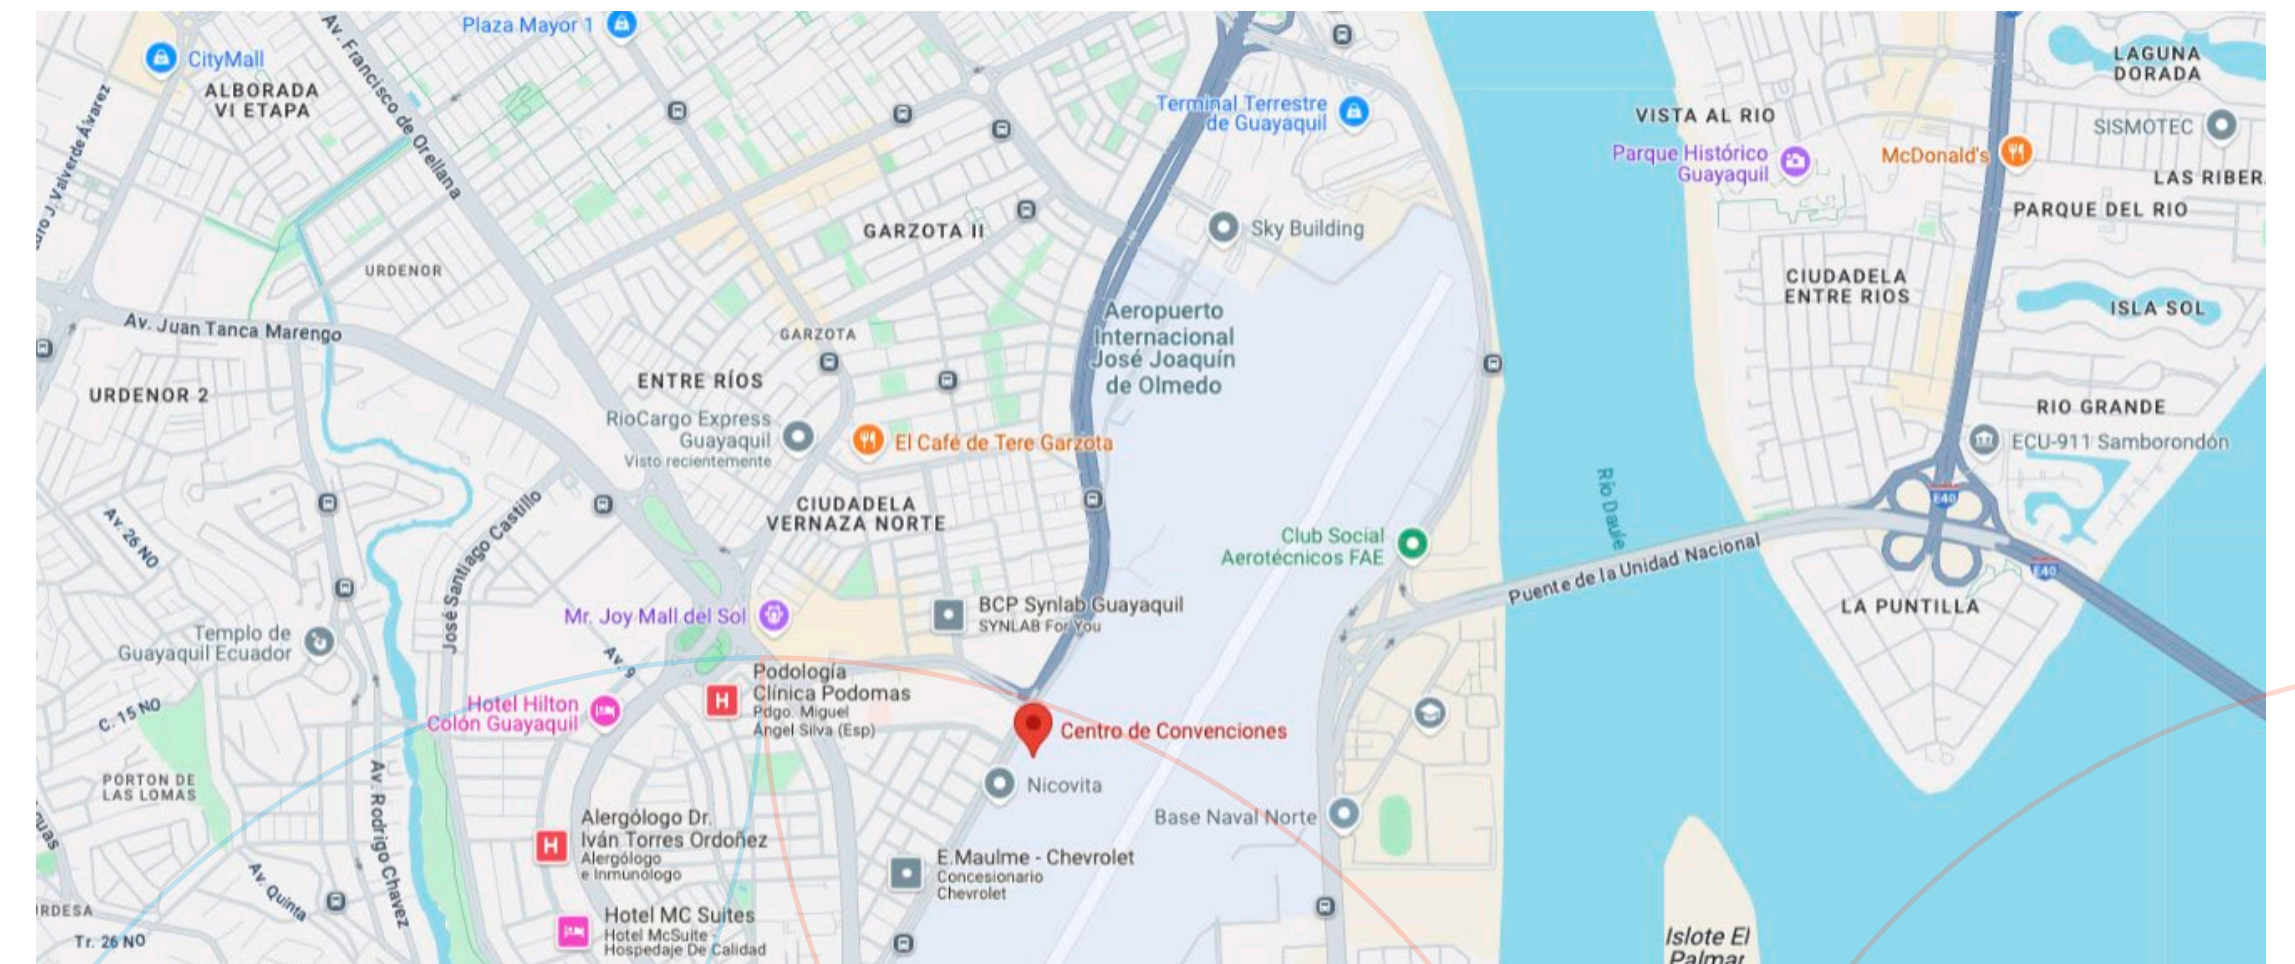 Plaza Mayor 1
CityMall
ALBORADA
VI ETAPA
Av. Francisco de Orellana
Terminal Terrestre
de Guayaquil
VISTA AL RIO
Parque Histórico
Guayaquil
McDonald's
LAGUNA
DORADA
SISMOTEC
LAS RIBER
PARQUE DEL RIO
GARZOTA II
Sky Building
URDENOR
CIUDADELA
ENTRE RIOS
ISLA SOL
Av. Juan Tanca Marengo
GARZOTA
Aeropuerto
Internacional
José Joaquín
de Olmedo
URDENOR 2
ENTRE RÍOS
RIO GRANDE
RioCargo Express
Guayaquil
Visto recientemente
El Café de Tere Garzota
ECU-911 Samborondón
E40
Río Daule
CIUDADELA
VERNAZA NORTE
Av. 26 NO
José Santiago Castillo
Club Social
Aerotécnicos FAE
Puente de la Unidad Nacional
E40
LA PUNTILLA
Mr. Joy Mall del Sol
BCP Synlab Guayaquil
SYNLAB For You
Templo de
Guayaquil Ecuador
Av. 9
Podología
Clínica Podomas
Pdgo. Miguel
Ángel Silva (Esp)
Hotel Hilton
Colón Guayaquil
C. 15 NO
Centro de Convenciones
Nicovita
PORTON DE
LAS LOMAS
Av. Rodrigo Chavez
Base Naval Norte
Alergólogo Dr.
Iván Torres Ordoñez
Alergólogo
e Inmunólogo
E.Maulme - Chevrolet
Concesionario
Chevrolet
Av. Quinta
Hotel MC Suites
Hotel McSuite -
Hospedaje De Calidad
RDESA
Tr. 26 NO
Islote El
Palmar